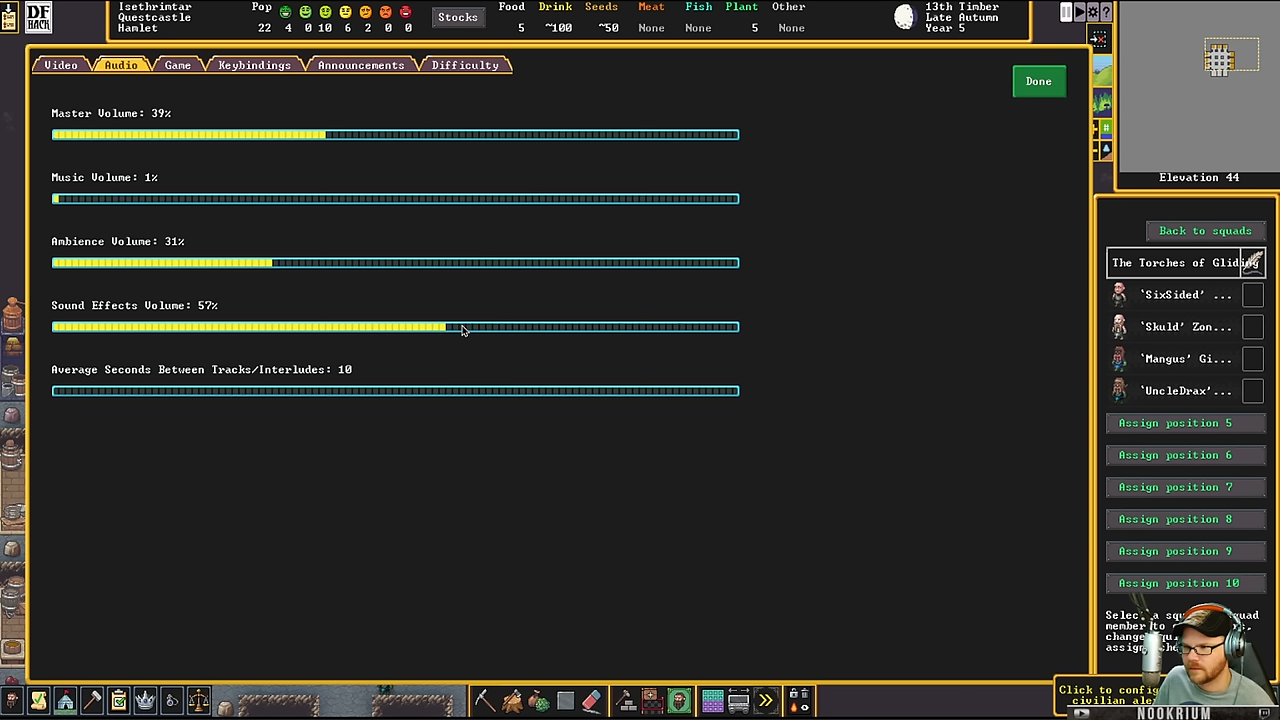 Isethrimtar
Questcastle
Hamlet
DF
HACK
Pop
22 4 0 10 6 2 0 0
Stocks
Food Drink Seeds Meat Fish Plant Other
5 ~100 ~50 None None 5 None
13th Timber
Late Autumn
Year 5
Video Audio Game Keybindings Announcements Difficulty
Done
Master Volume: 39%
Music Volume: 1%
Ambience Volume: 31%
Sound Effects Volume: 57%
Average Seconds Between Tracks/Interludes: 10
Elevation 44
Back to squads
The Torches of Gliding
`SixSided' ...
`Skuld' Zon...
`Mangus' Gi...
`UncleDrax'...
Assign position 5
Assign position 6
Assign position 7
Assign position 8
Assign position 9
Assign position 10
member to
Click to
NOOKRIUM